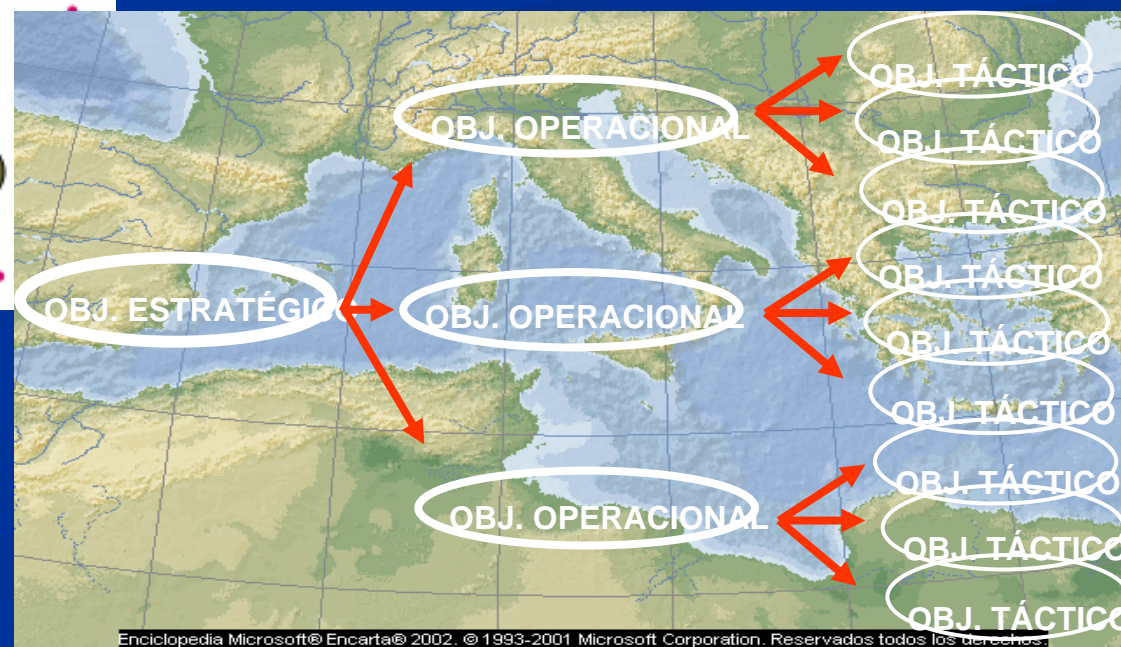 OBJ. TÁCTICO
OBJ. OPERACIONAL
OBJ. TÁCTICO
OBJ. TÁCTICO
OBJ. TÁCTICO
OBJ. ESTRATÉGICO
OBJ. OPERACIONAL
OBJ. TÁCTICO
OBJ. TÁCTICO
OBJ. TÁCTICO
OBJ. OPERACIONAL
OBJ. TÁCTICO
OBJ. TÁCTICO
Enciclopedia Microsoft® Encarta® 2002. © 1993-2001 Microsoft Corporation. Reservados todos los derechos.